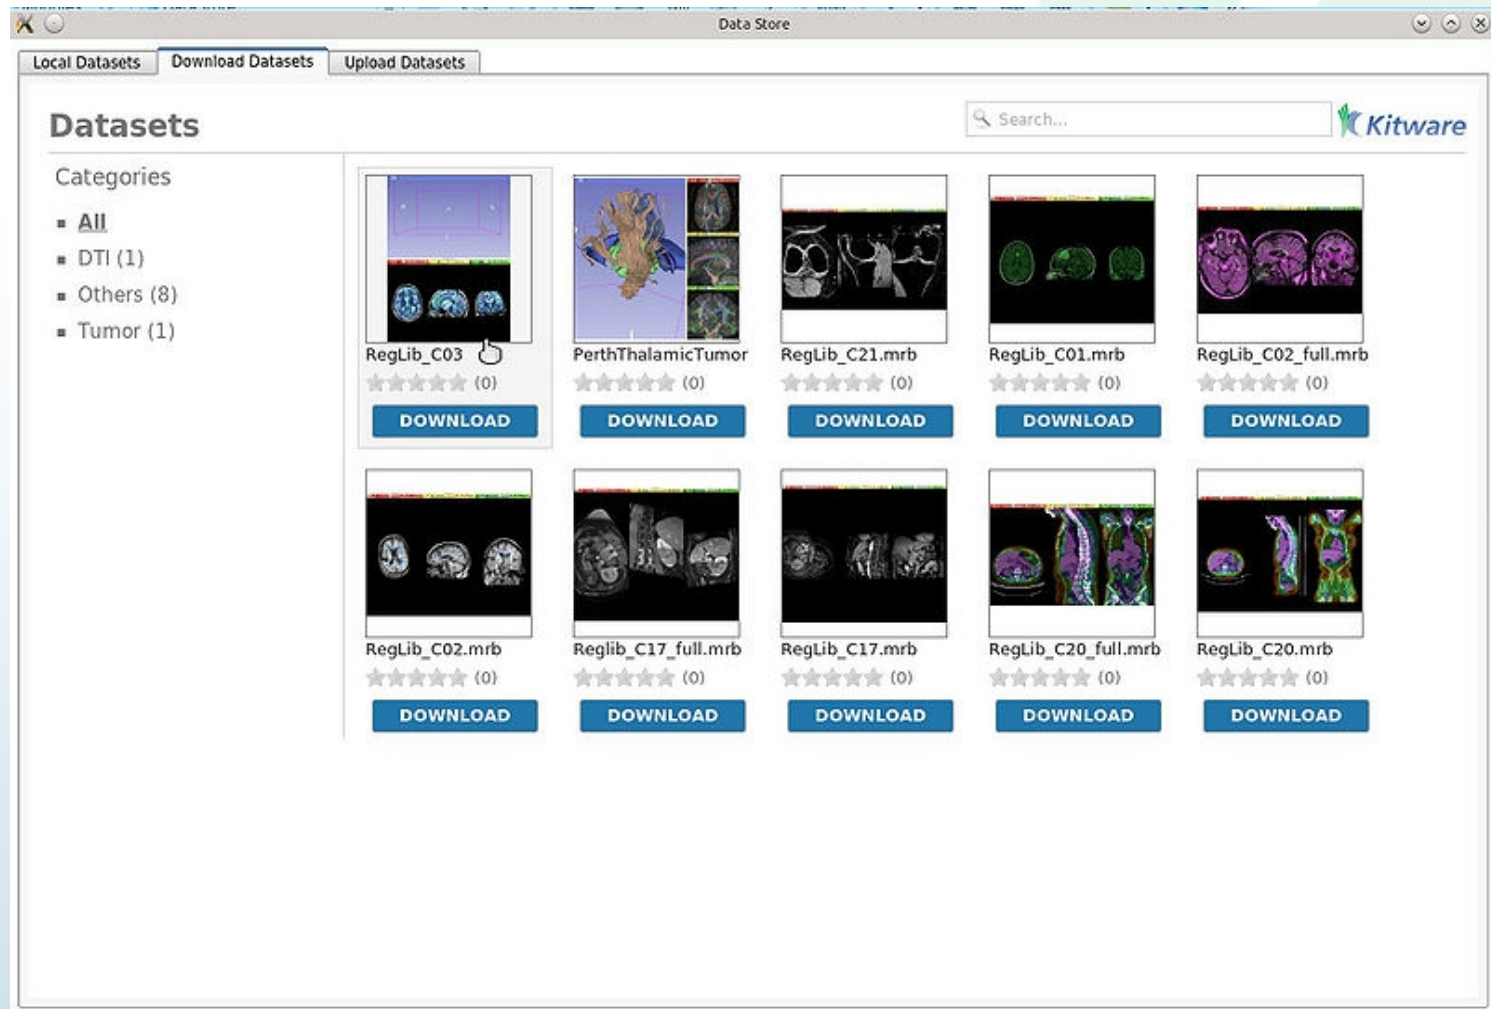 Data Store
Local Datasets Download Datasets Upload Datasets
Datasets
Search...
Kitware
Categories
All
DTI (1)
Others (8)
Tumor (1)
RegLib_C03 PerthThalamicTumor RegLib_C21.mrb RegLib_C01.mrb RegLib_C02_full.mrb
(0) (0) (0) (0) (0)
DOWNLOAD DOWNLOAD DOWNLOAD DOWNLOAD DOWNLOAD
RegLib_C02.mrb Reglib_C17_full.mrb RegLib_C17.mrb RegLib_C20_full.mrb RegLib_C20.mrb
(0) (0) (0) (0) (0)
DOWNLOAD DOWNLOAD DOWNLOAD DOWNLOAD DOWNLOAD